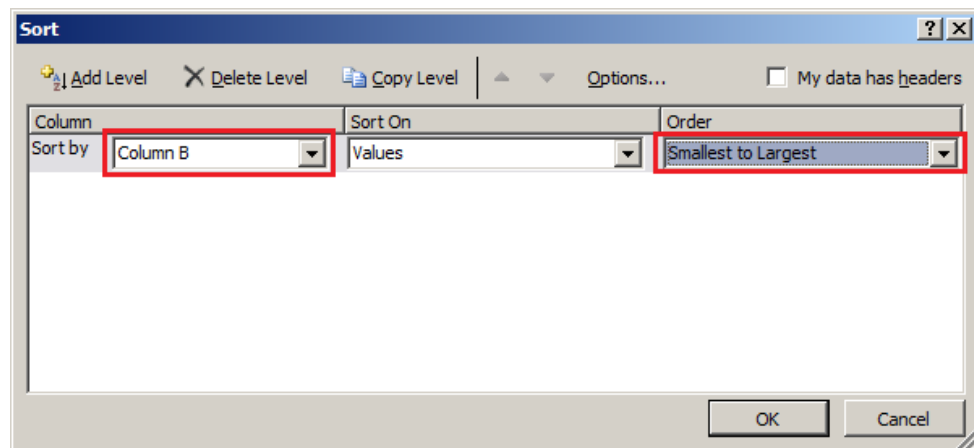 Sort
Add Level Delete Level Copy Level Options... My data has headers
Column Sort On Order
Sort by Column B Values Smallest to Largest
OK Cancel